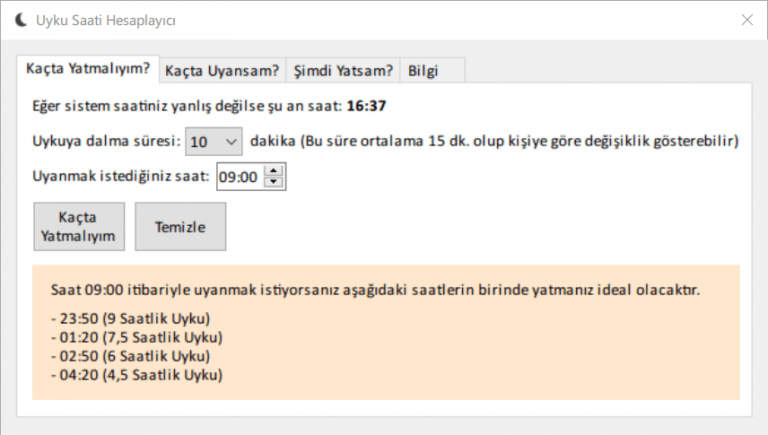 Uyku Saati Hesaplayıcı
Kaçta Yatmalıyım? Kaçta Uyansam? Şimdi Yatsam? Bilgi
Eğer sistem saatiniz yanlış değilse şu an saat: 16:37
Uykuya dalma süresi: 10 dakika (Bu süre ortalama 15 dk. olup kişiye göre değişiklik gösterebilir)
Uyanmak istediğiniz saat: 09:00
Kaçta
Yatmalıyım
Temizle
Saat 09:00 itibariyle uyanmak istiyorsanız aşağıdaki saatlerin birinde yatmanız ideal olacaktır.
- 23:50 (9 Saatlik Uyku)
- 01:20 (7,5 Saatlik Uyku)
- 02:50 (6 Saatlik Uyku)
- 04:20 (4,5 Saatlik Uyku)